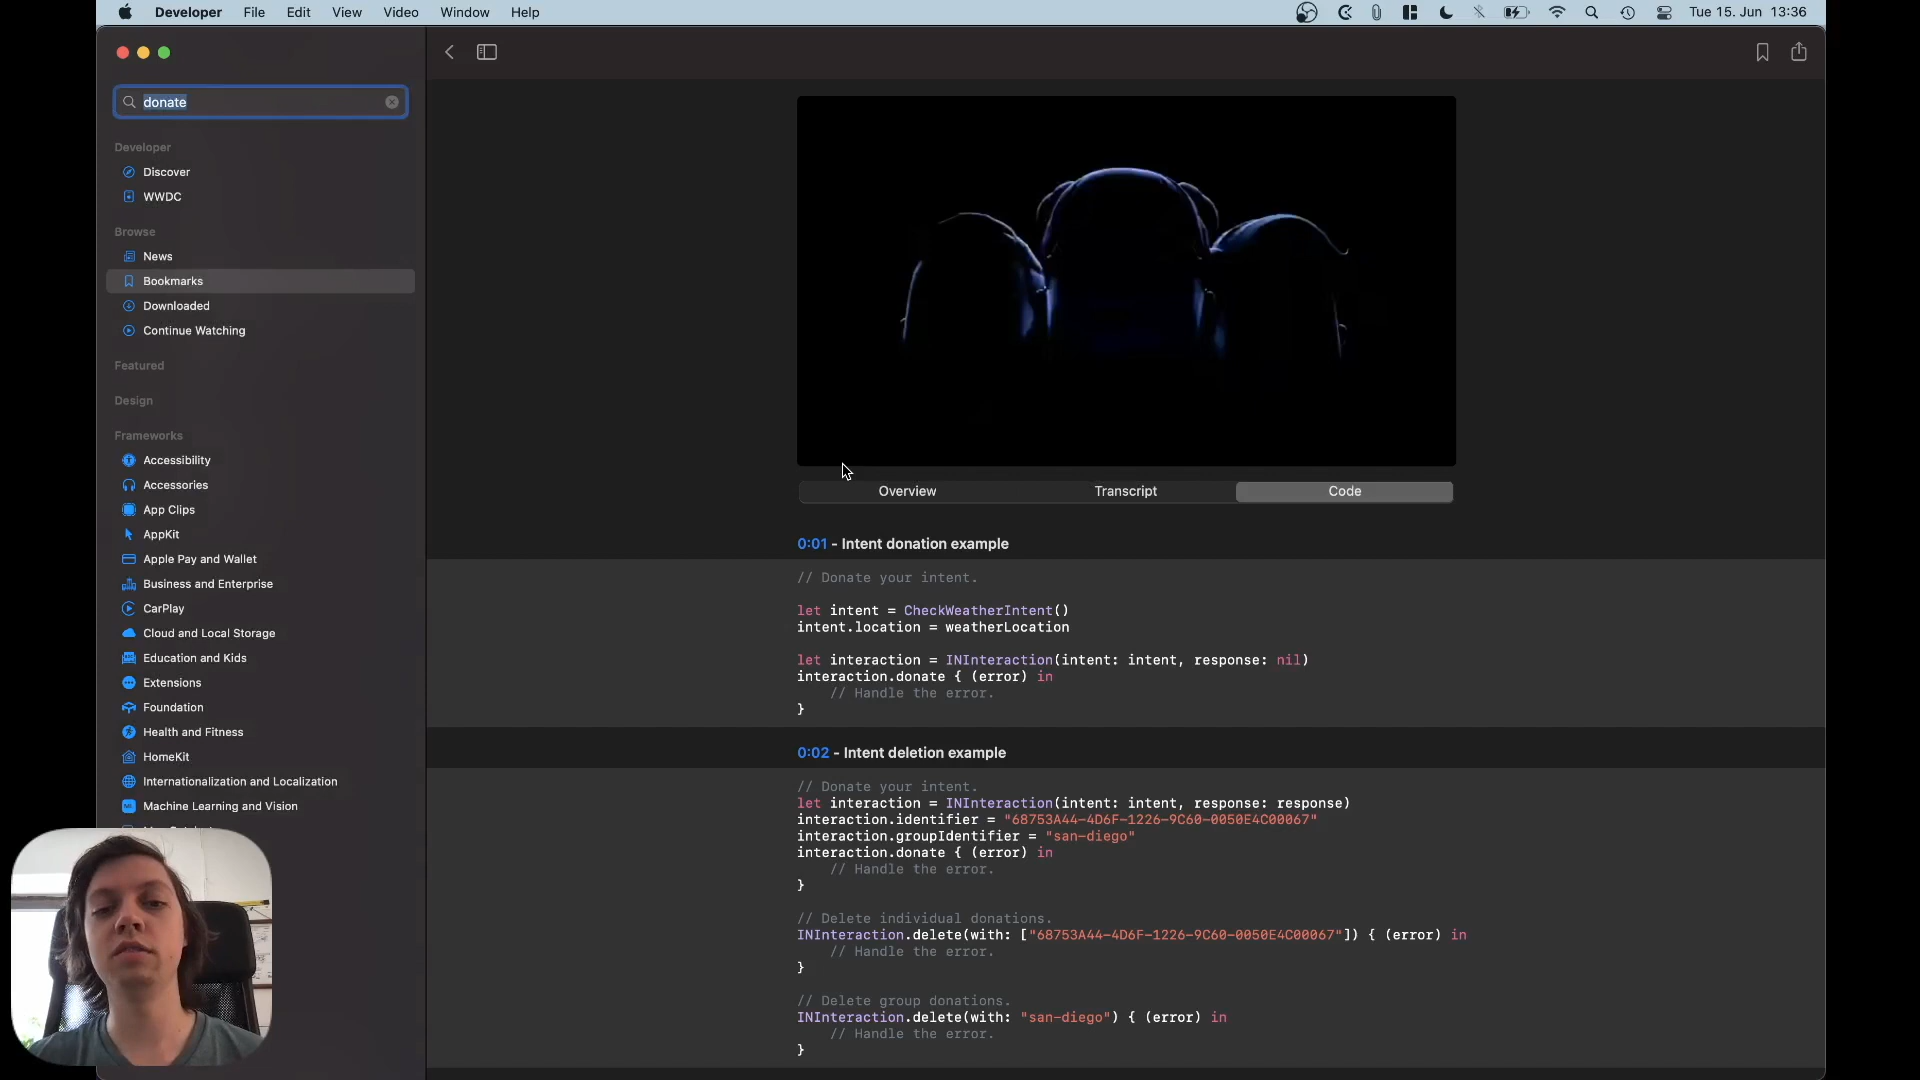 Developer File Edit View Video Window Help
Tue 15. Jun 13:36
donate
Developer
Discover
WWDC
Browse
News
Bookmarks
Downloaded
Continue Watching
Featured
Design
Frameworks
Accessibility
Accessories
App Clips
AppKit
Apple Pay and Wallet
Business and Enterprise
CarPlay
Cloud and Local Storage
Education and Kids
Extensions
Foundation
Health and Fitness
HomeKit
Internationalization and Localization
Machine Learning and Vision
Overview Transcript Code
0:01 - Intent donation example
// Donate your intent.
let intent = CheckWeatherIntent()
intent.location = weatherLocation
let interaction = INInteraction(intent: intent, response: nil)
interaction.donate { (error) in
// Handle the error.
}
0:02 - Intent deletion example
// Donate your intent.
let interaction = INInteraction(intent: intent, response: response)
interaction.identifier = "68753A44-4D6F-1226-9C60-0050E4C00067"
interaction.groupIdentifier = "san-diego"
interaction.donate { (error) in
// Handle the error.
}
// Delete individual donations.
INInteraction.delete(with: ["68753A44-4D6F-1226-9C60-0050E4C00067"]) { (error) in
// Handle the error.
}
// Delete group donations.
INInteraction.delete(with: "san-diego") { (error) in
// Handle the error.
}